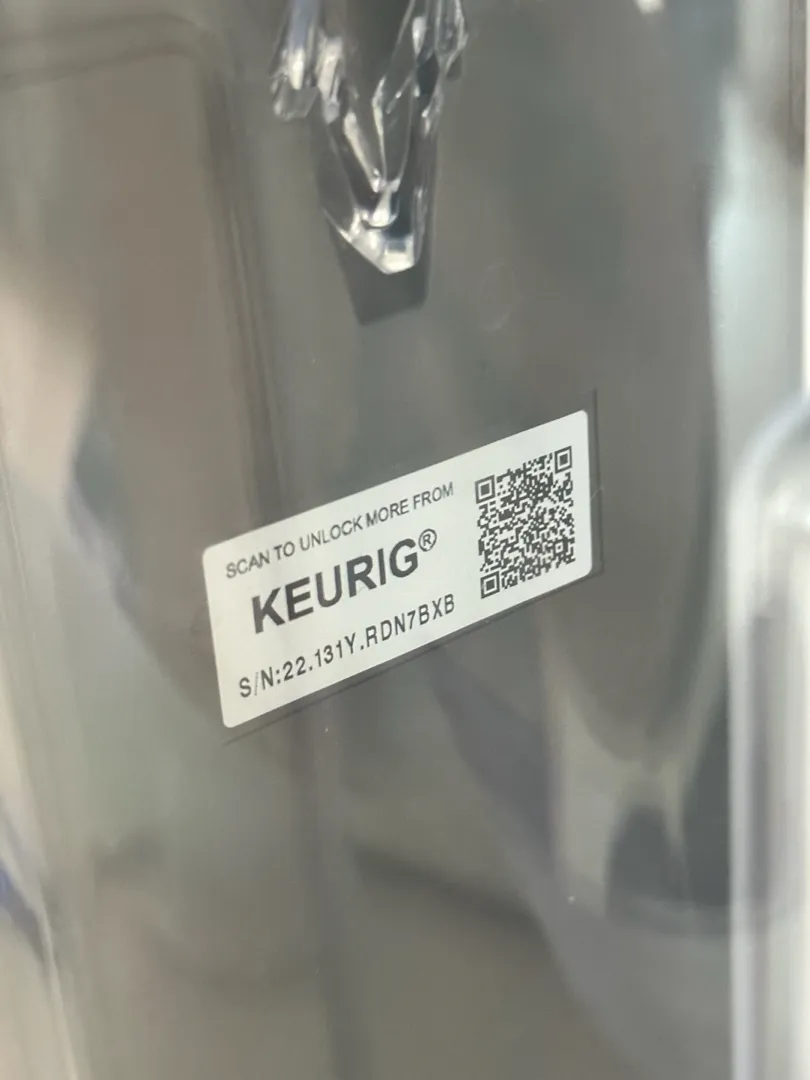 SCAN TO UNLOCK MORE FROM
KEURIG®
S/N:22.131Y.RDN7BXB